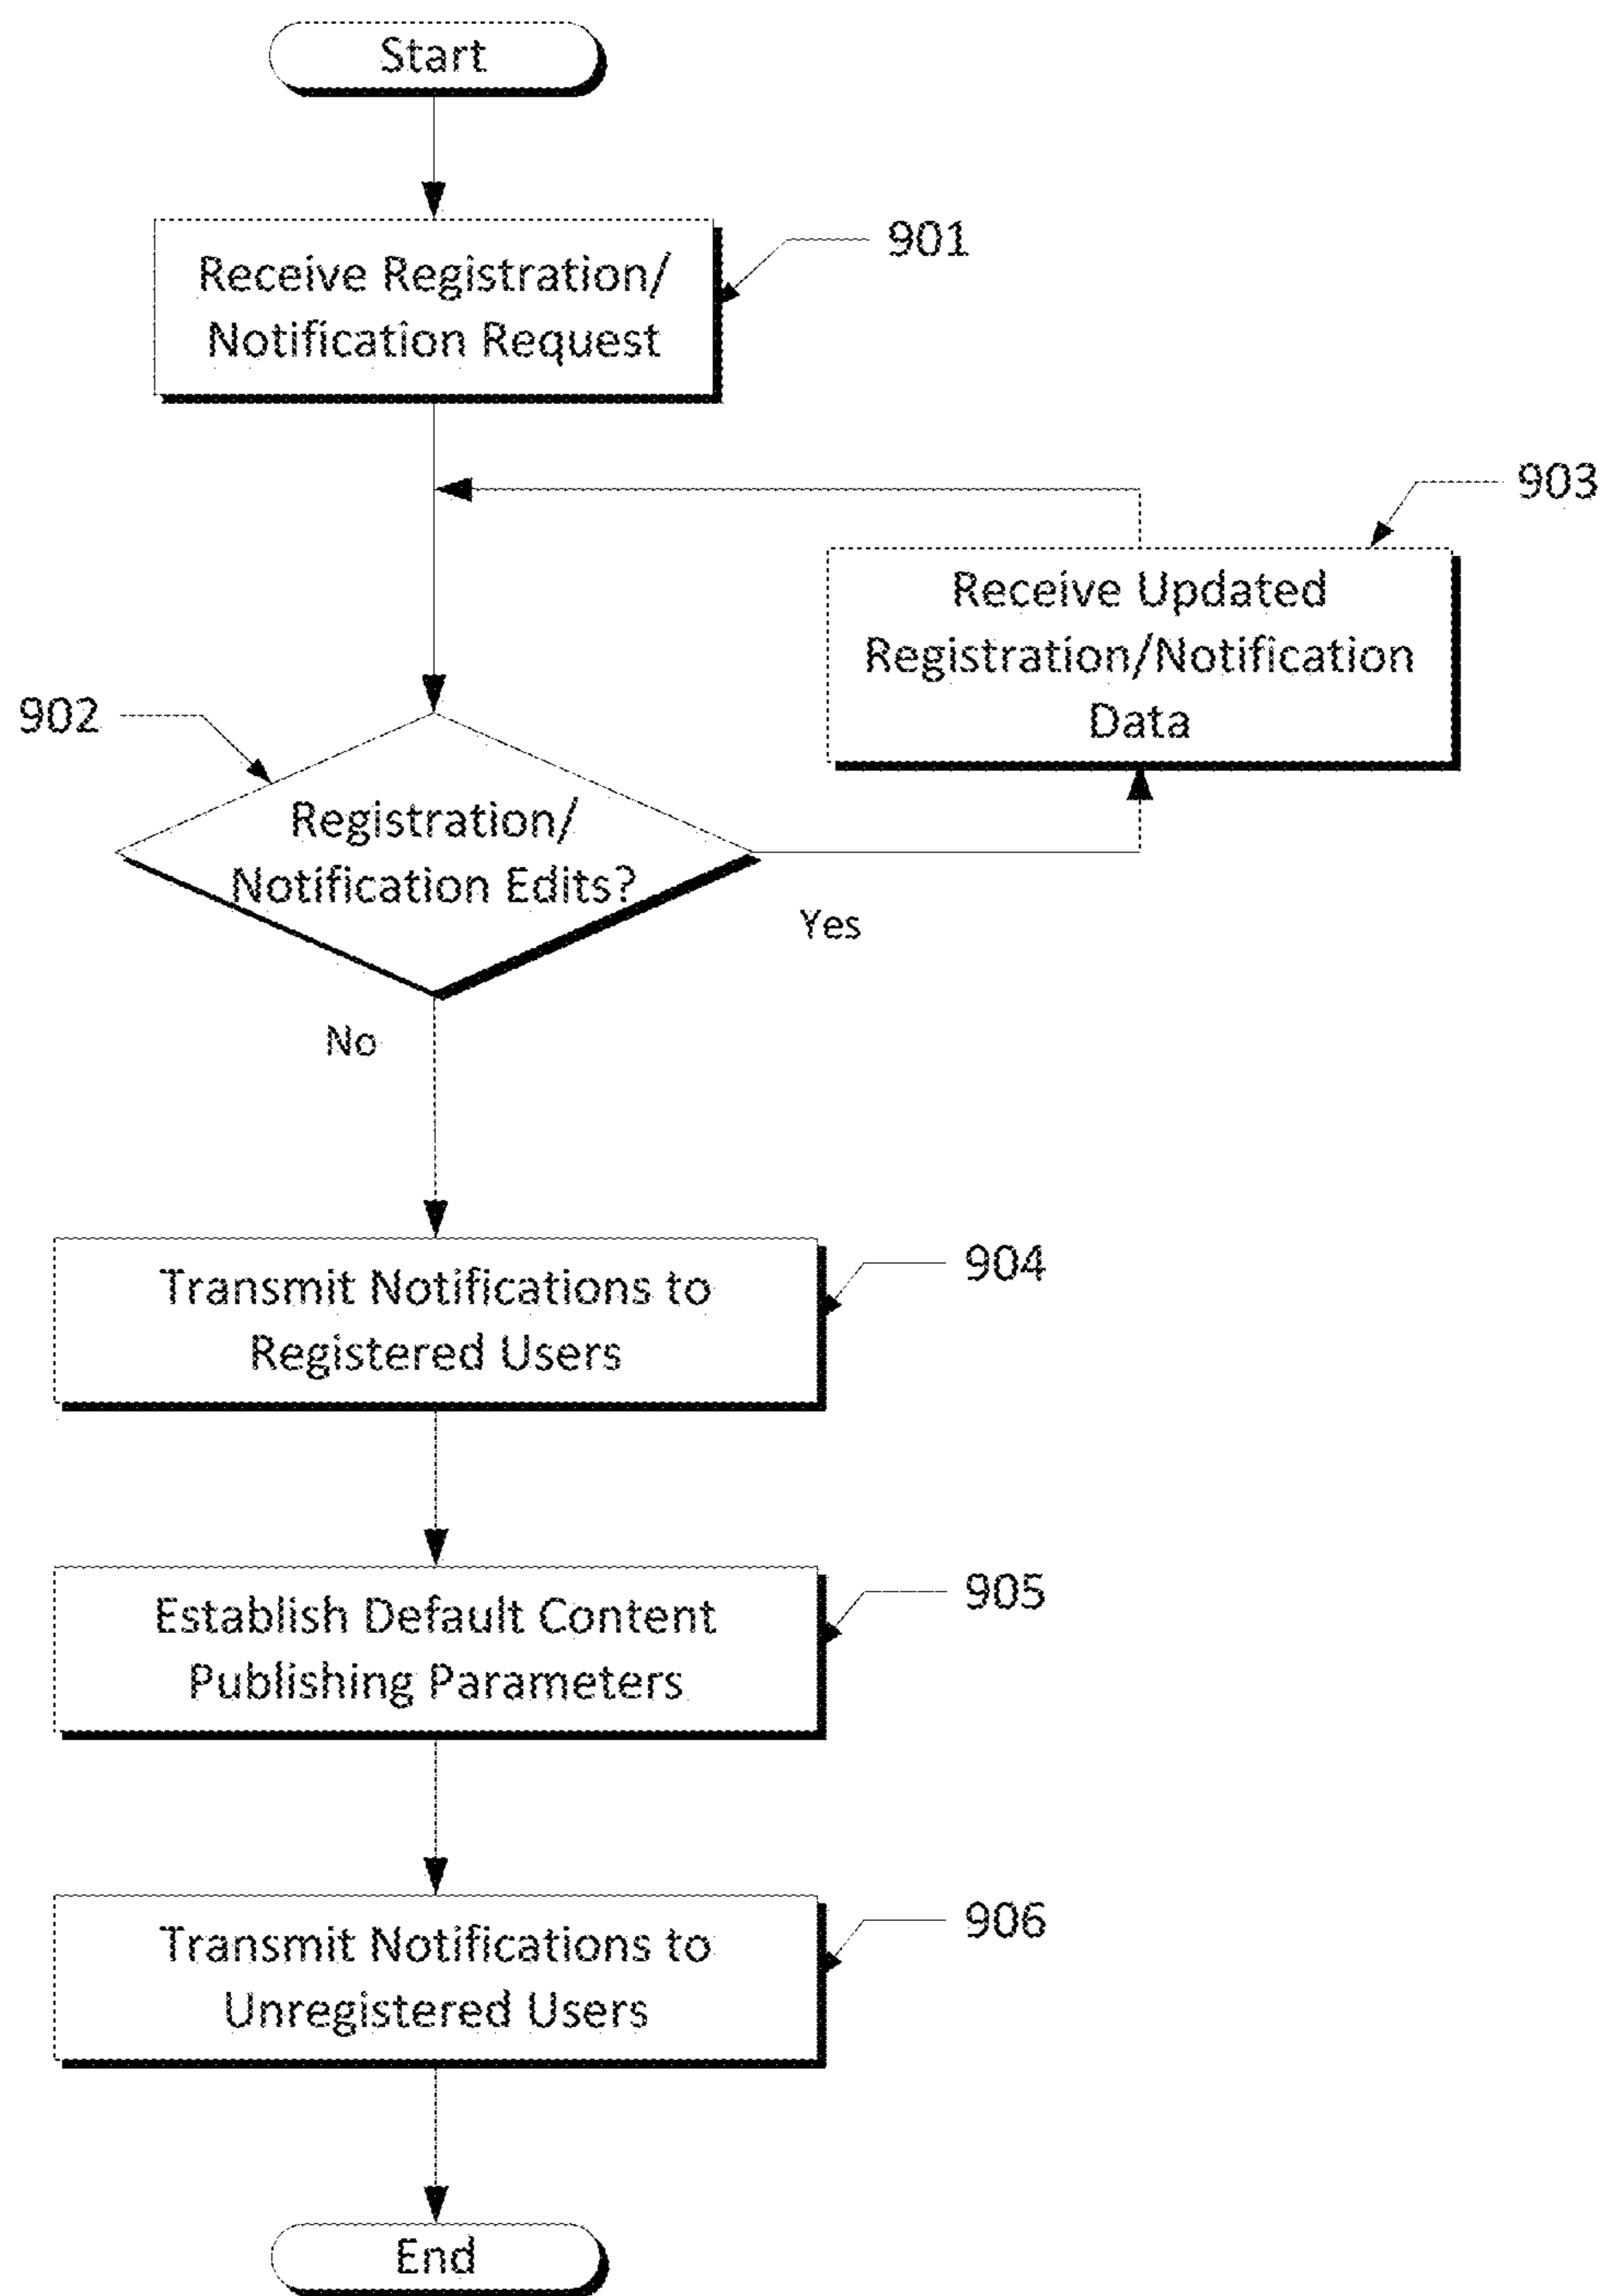 Start
Receive Registration/
Notification Request
901
903
Receive Updated
Registration/Notification
Data
902
Registration/
Notification Edits?
Yes
No
Transmit Notifications to
Registered Users
904
Establish Default Content
Publishing Parameters
905
Transmit Notifications to
Unregistered Users
906
End